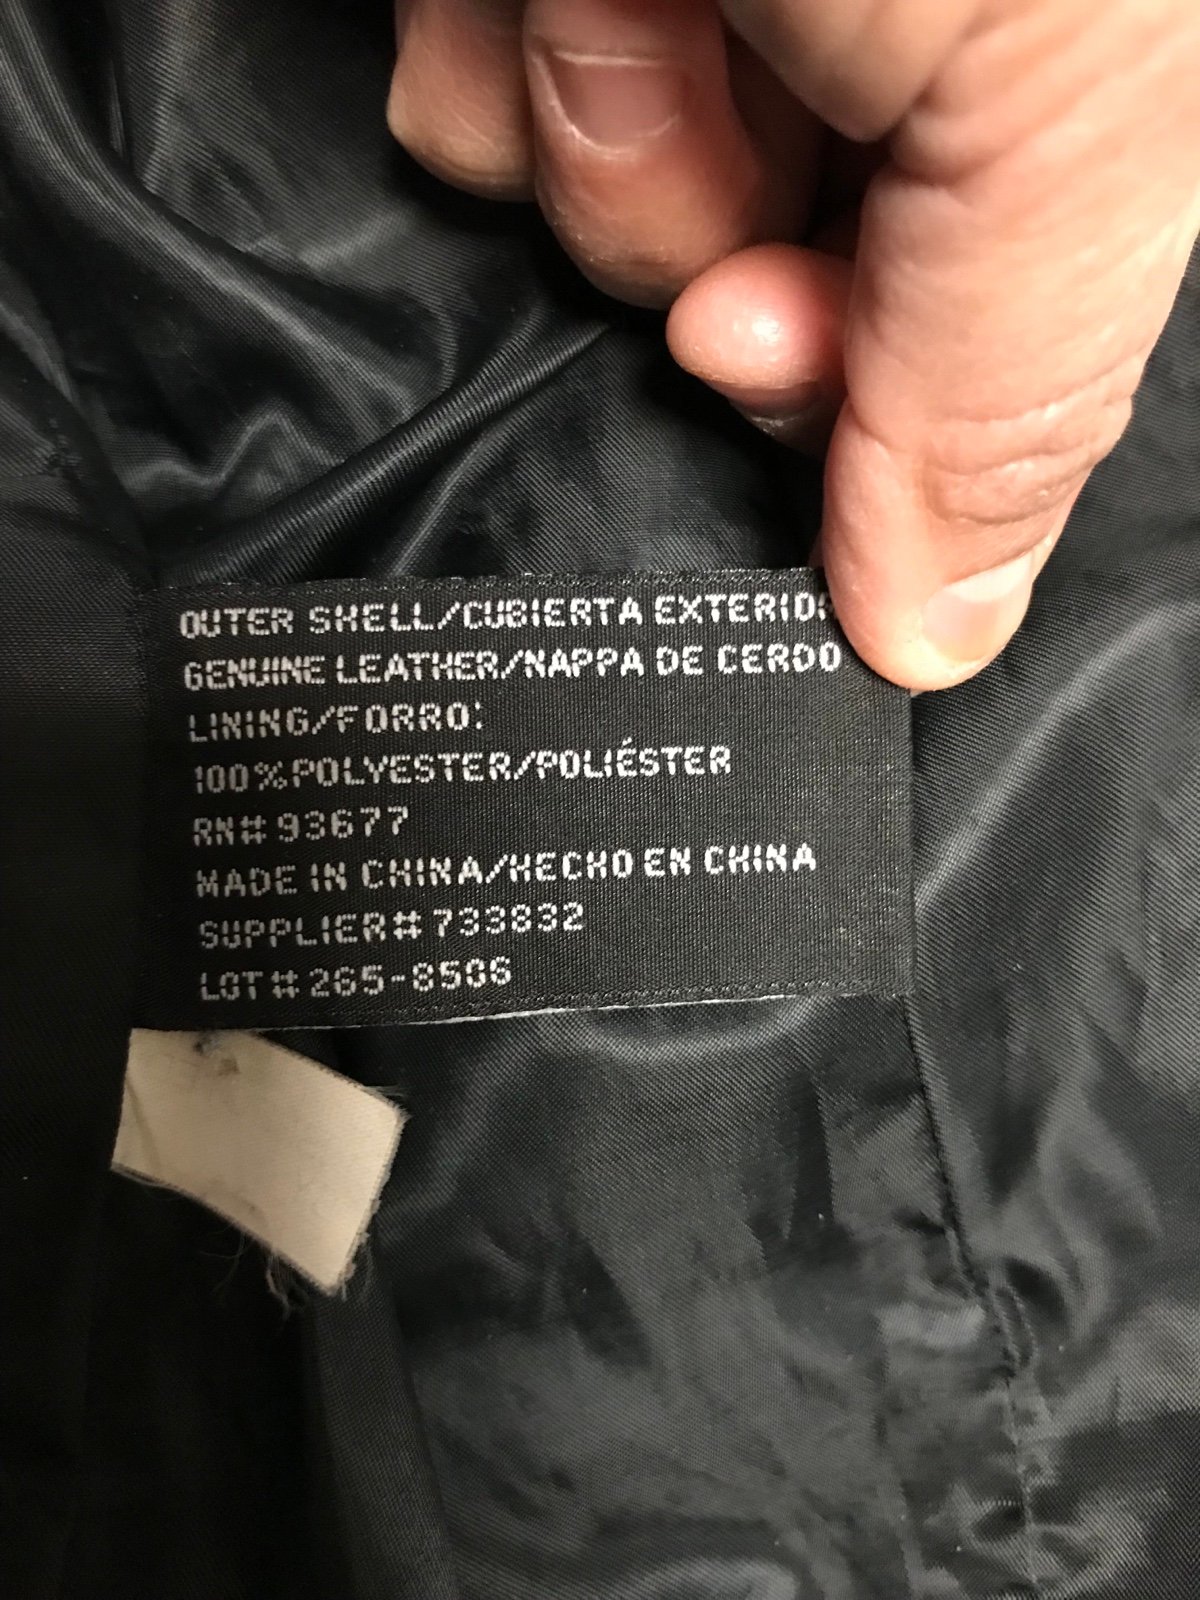 OUTER SHELL/CUBIERTA EXTERIOR
GENUINE LEATHER/NAPPA DE CERDO
LINING/FORRO:
100%POLYESTER/POLIÉSTER
RN#93677
MADE IN CHINA/HECHO EN CHINA
SUPPLIER#733832
LOT#265-8506